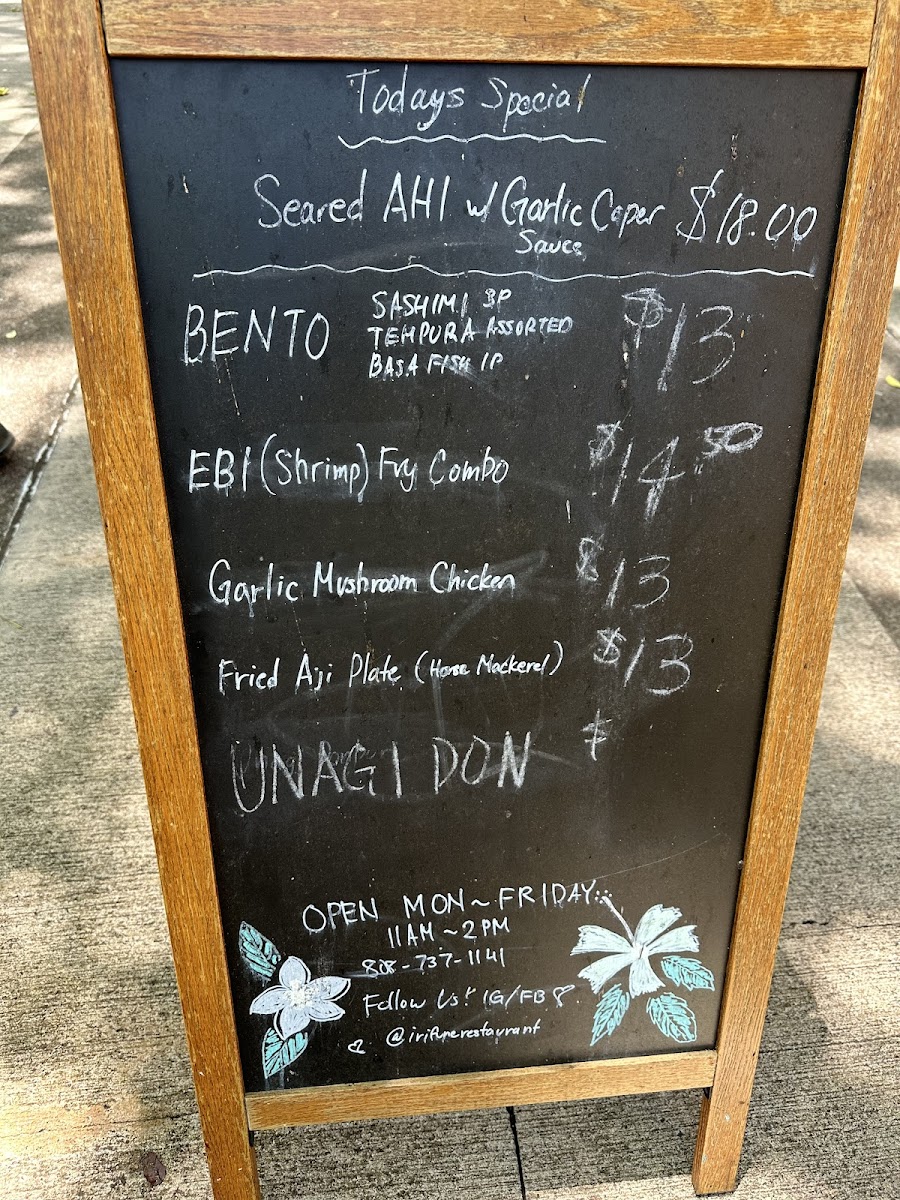 Todays Special
Seared AHI w/ Garlic Caper $18.00
Sauce
BENTO SASHIMI 3P $13
TEMPURA ASSORTED
BASA FISH 1P
EBI (Shrimp) Fry Combo $14.50
Garlic Mushroom Chicken $13
Fried Aji Plate (Horse Mackerel) $13
UNAGI DON $
OPEN MON ~ FRIDAY
11AM ~ 2PM
808-737-1141
Follow Us! IG/FB
@irifunerestaurant